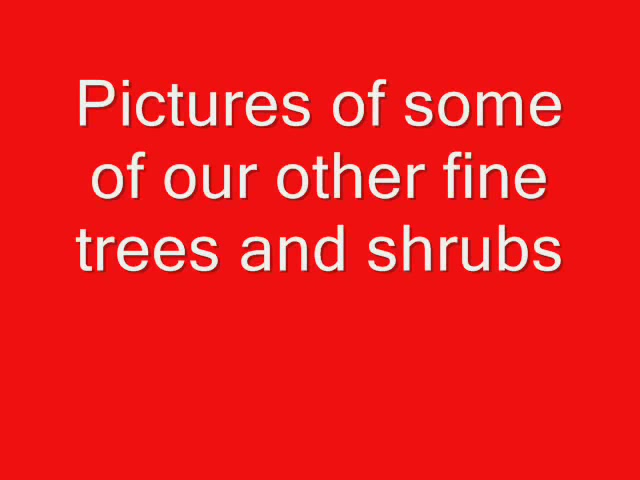 Pictures of some
of our other fine
trees and shrubs